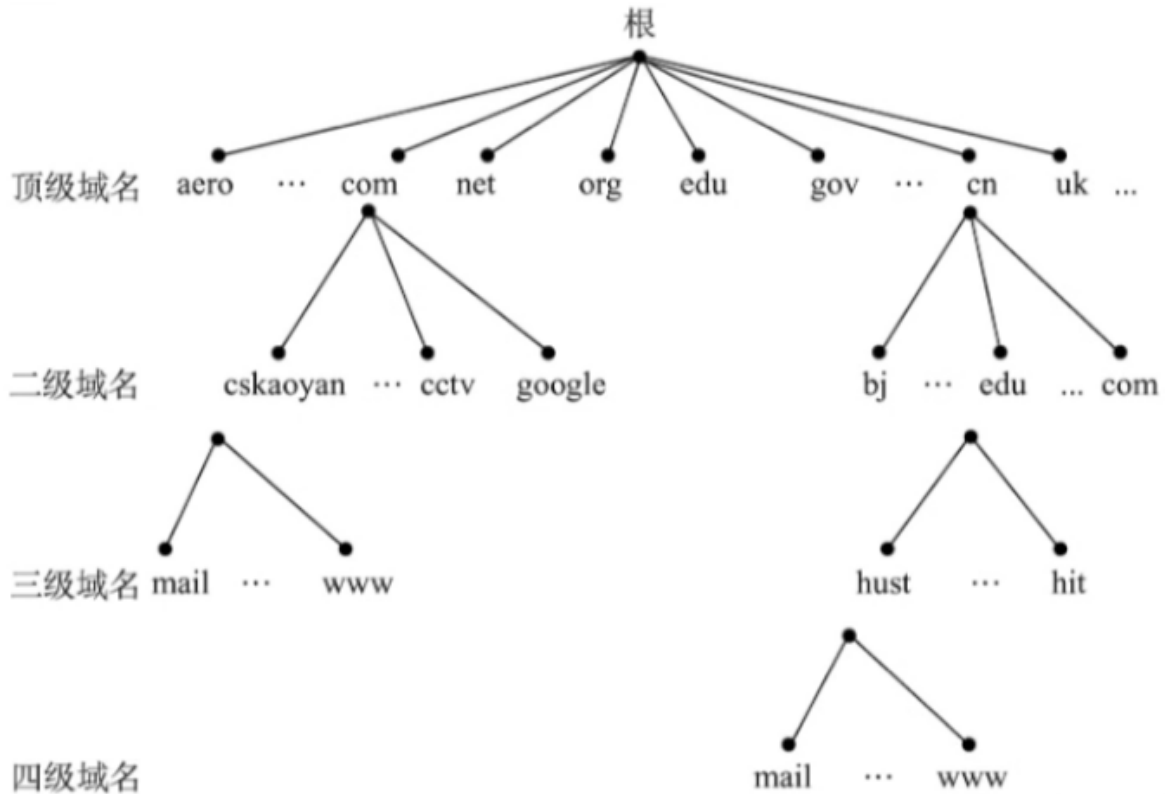 根
顶级域名 aero ··· com net org edu gov ··· cn uk ...
二级域名 cskaoyan ··· cctv google bj ··· edu ... com
三级域名 mail ··· www hust ··· hit
四级域名 mail ··· www